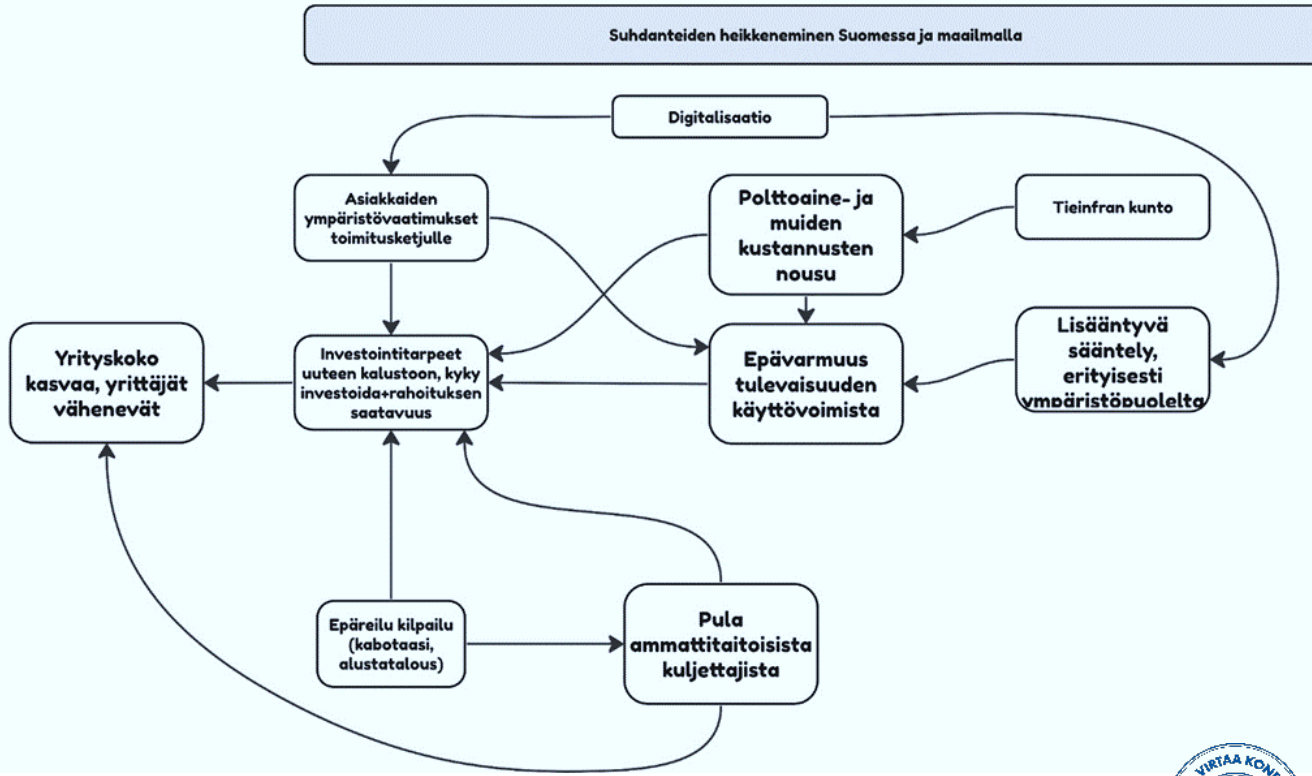 Suhdanteiden heikkeneminen Suomessa ja maailmalla
Digitalisaatio
Asiakkaiden
ympäristövaatimukset
toimitusketjulle
Polttoaine- ja
muiden
kustannusten
nousu
Tieinfran kunto
Yrityskoko
kasvaa, yrittäjät
vähenevät
Investointitarpeet
uuteen kalustoon, kyky
investoida+rahoituksen
saatavuus
Epävarmuus
tulevaisuuden
käyttövoimista
Lisääntyvä
sääntely,
erityisesti
ympäristöpuolelta
Epäreilu kilpailu
(kabotaasi,
alustatalous)
Pula
ammattitaitoisista
kuljettajista
VIRTAA